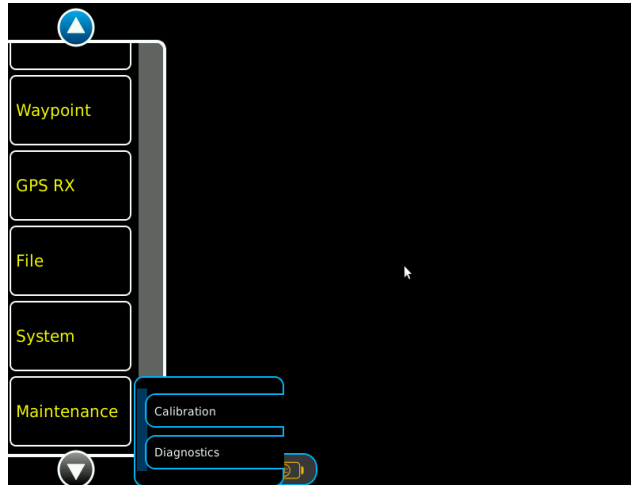 Waypoint
GPS RX
File
System
Maintenance
Calibration
Diagnostics